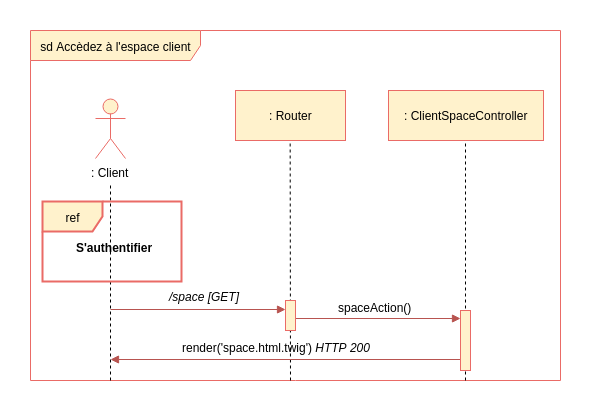 sd Accèdez à l'espace client
: Router
: ClientSpaceController
: Client
ref
S'authentifier
/space [GET]
spaceAction()
render('space.html.twig') HTTP 200